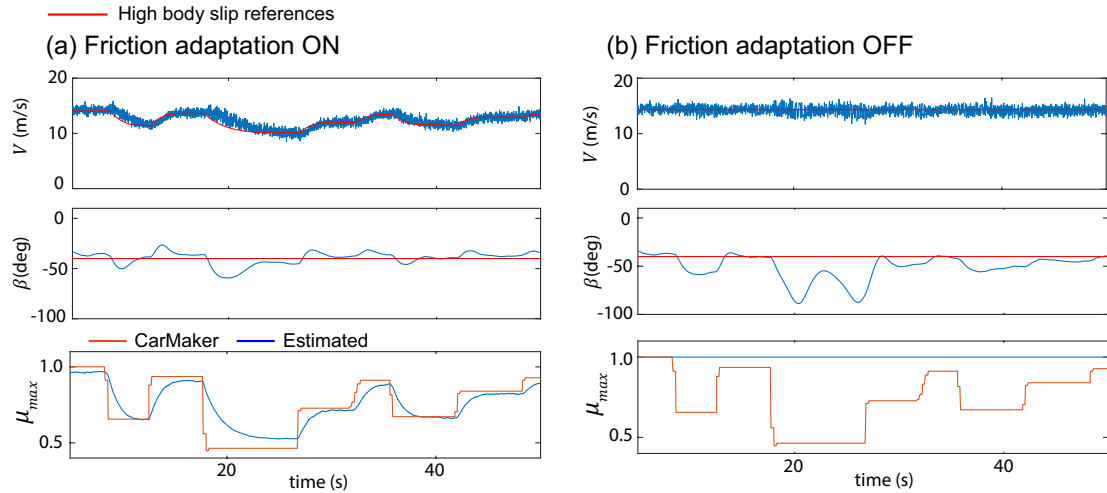 High body slip references
(a) Friction adaptation ON
(b) Friction adaptation OFF
20
10
0
V (m/s)
20
10
0
V (m/s)
0
-50
-100
β(deg)
0
-50
-100
β(deg)
CarMaker
Estimated
1.0
0.5
μmax
20
40
time (s)
1.0
0.5
μmax
20
40
time (s)